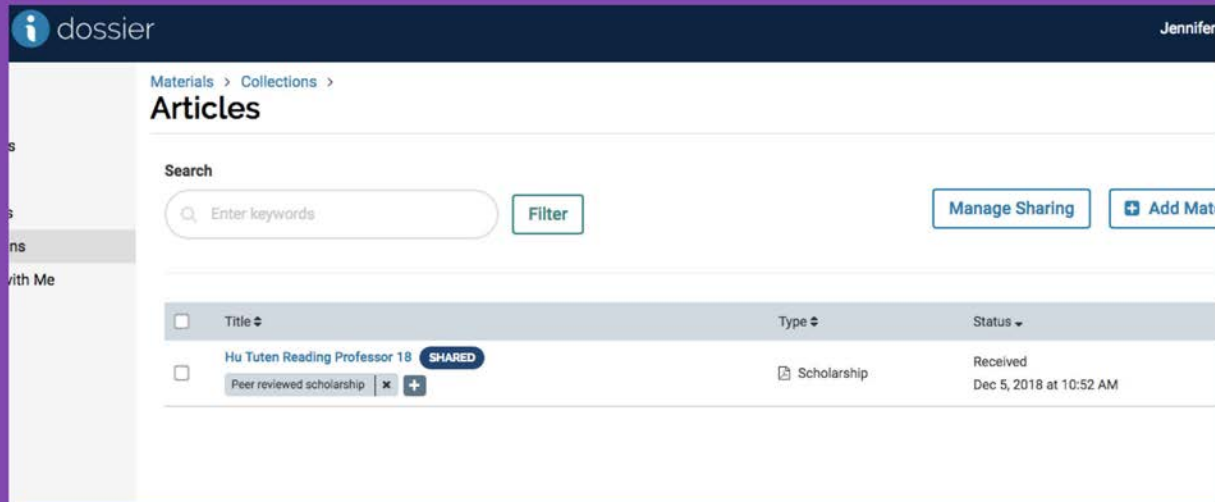 i dossier
Jennifer
Materials > Collections >
Articles
Search
Enter keywords
Filter
Manage Sharing
Add Mat
ns
with Me
Title
Type
Status
Hu Tuten Reading Professor 18 SHARED
Peer reviewed scholarship
Scholarship
Received
Dec 5, 2018 at 10:52 AM